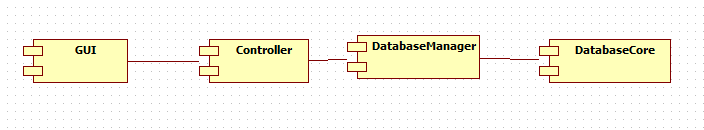 GUI
Controller
DatabaseManager
DatabaseCore